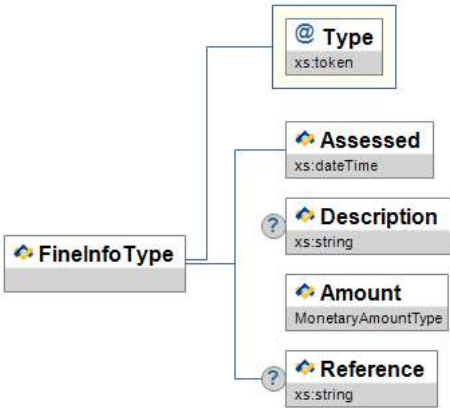 @ Type
xs:token
Assessed
xs:dateTime
? Description
xs:string
FineInfoType
Amount
MonetaryAmountType
? Reference
xs:string